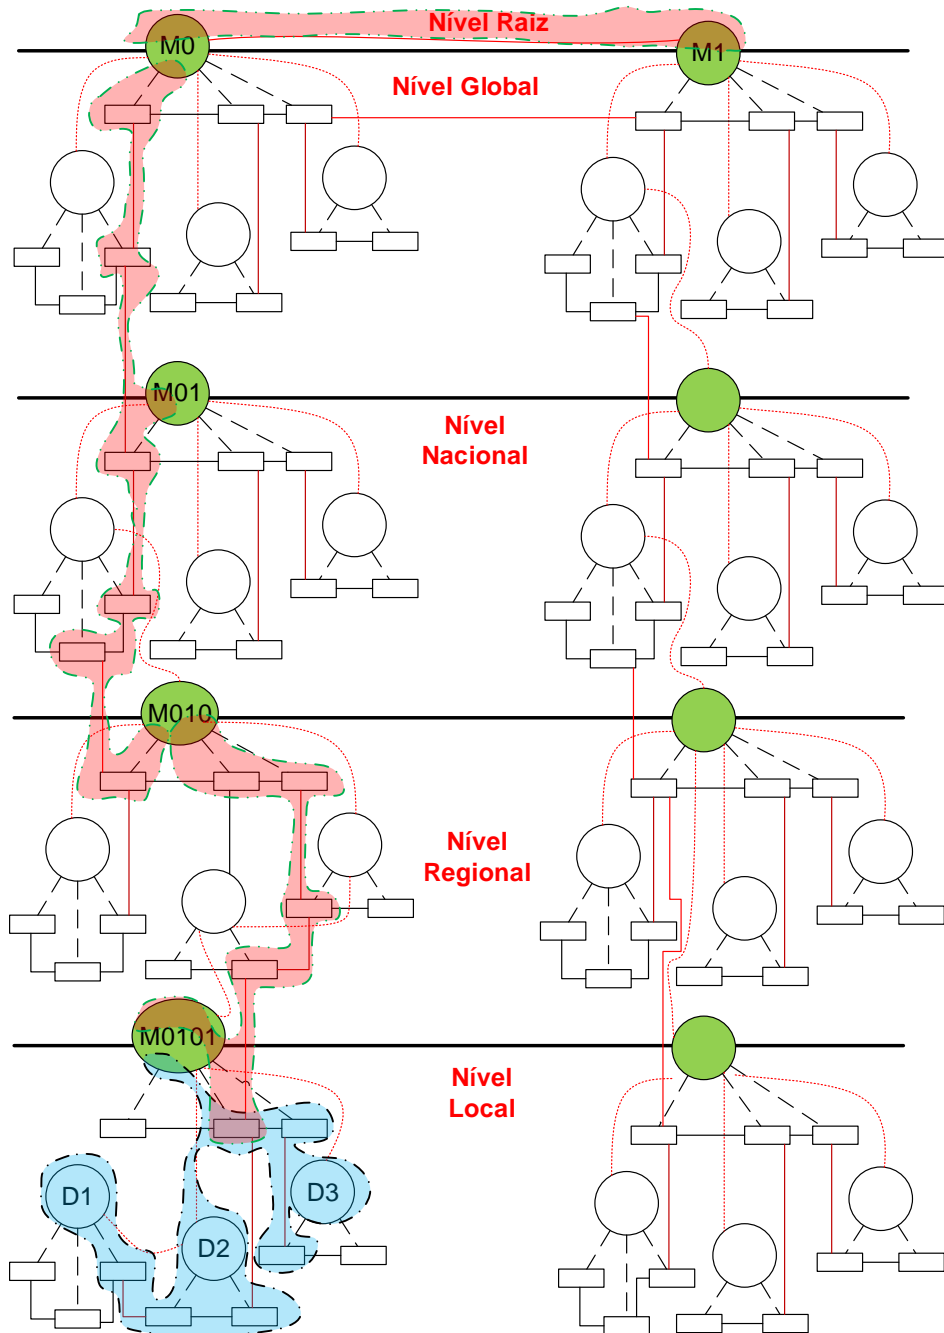 Nível Raiz
M0
M1
Nível Global
M01
Nível
Nacional
M010
Nível
Regional
M0101
Nível
Local
D1
D3
D2